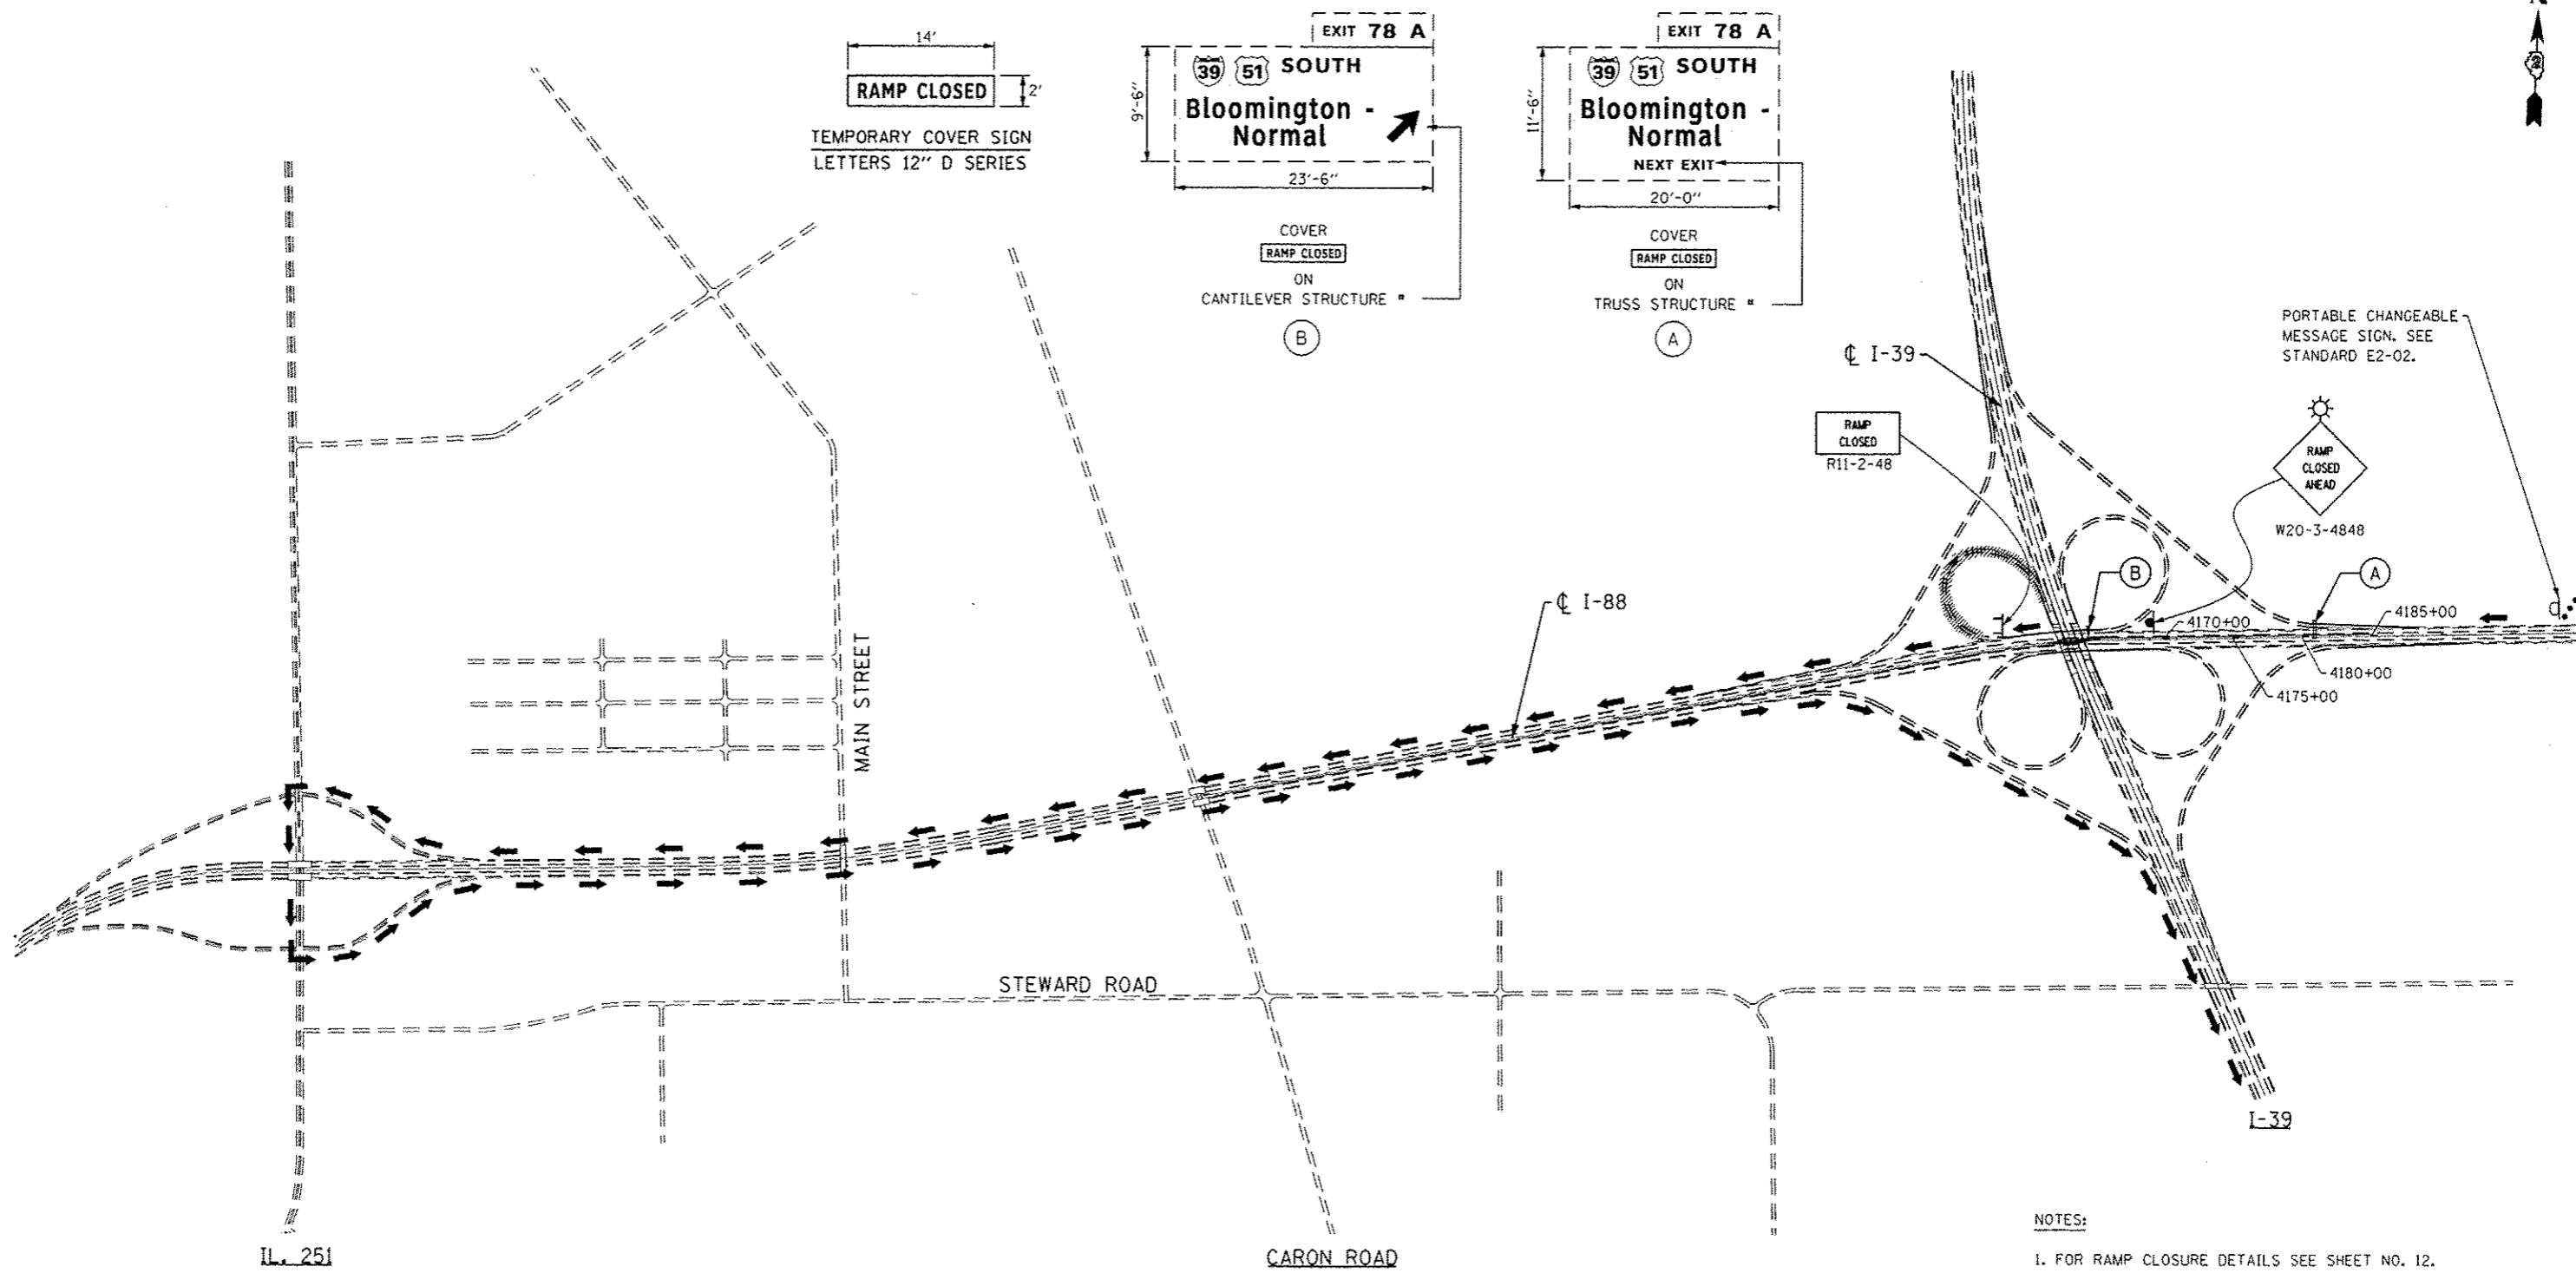 14'
RAMP CLOSED
2'
TEMPORARY COVER SIGN
LETTERS 12" D SERIES
EXIT 78 A
39 51 SOUTH
Bloomington -
Normal
9'-6"
23'-6"
COVER
RAMP CLOSED
ON
CANTILEVER STRUCTURE
B
EXIT 78 A
39 51 SOUTH
Bloomington -
Normal
NEXT EXIT
11'-6"
20'-0"
COVER
RAMP CLOSED
ON
TRUSS STRUCTURE
A
N
PORTABLE CHANGEABLE
MESSAGE SIGN. SEE
STANDARD E2-02.
℄ I-39
RAMP
CLOSED
R11-2-48
RAMP
CLOSED
AHEAD
W20-3-4848
B
A
4170+00
4185+00
4180+00
4175+00
℄ I-88
MAIN STREET
STEWARD ROAD
I-39
IL. 251
CARON ROAD
NOTES:
1. FOR RAMP CLOSURE DETAILS SEE SHEET NO. 12.